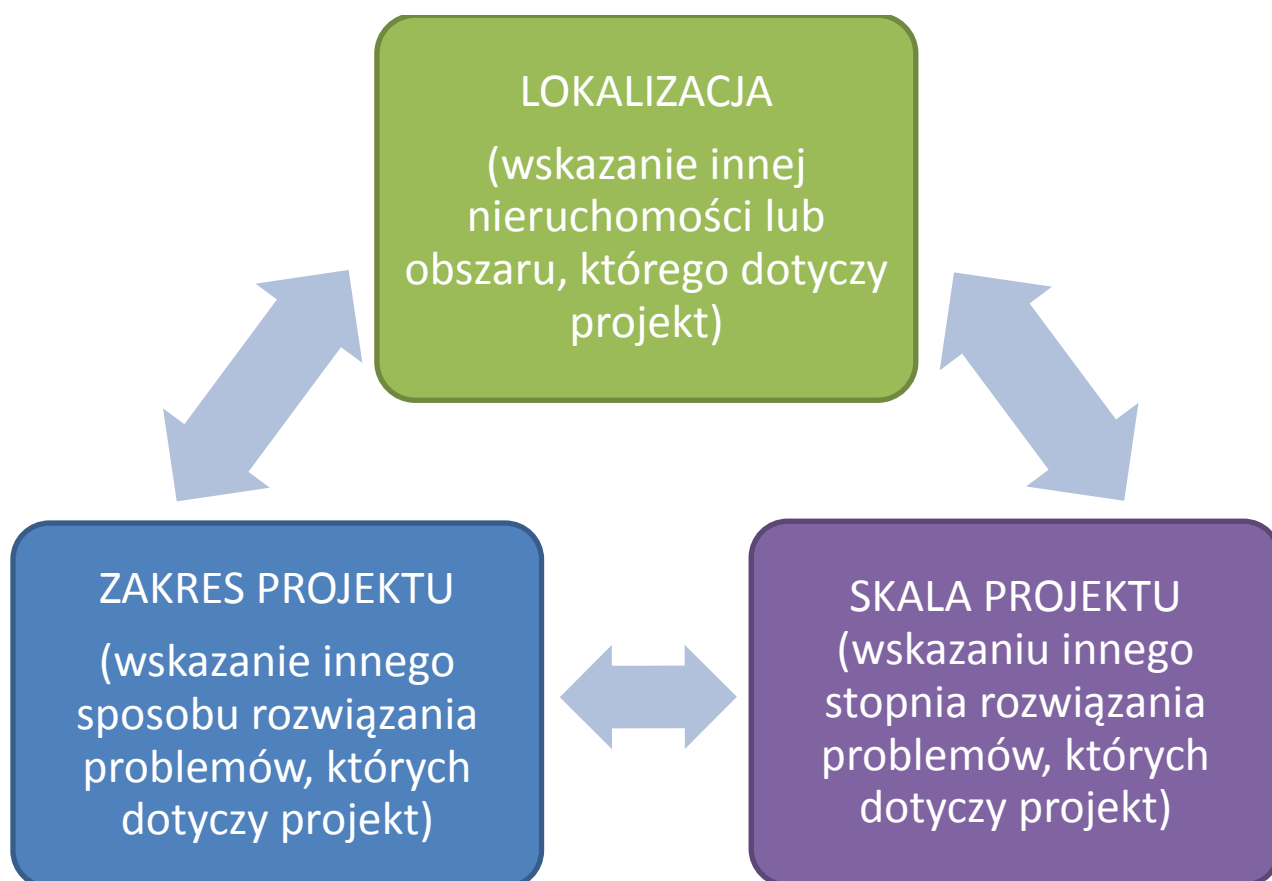 LOKALIZACJA
(wskazanie innej
nieruchomości lub
obszaru, którego dotyczy
projekt)
ZAKRES PROJEKTU
(wskazanie innego
sposobu rozwiązania
problemów, których
dotyczy projekt)
SKALA PROJEKTU
(wskazaniu innego
stopnia rozwiązania
problemów, których
dotyczy projekt)